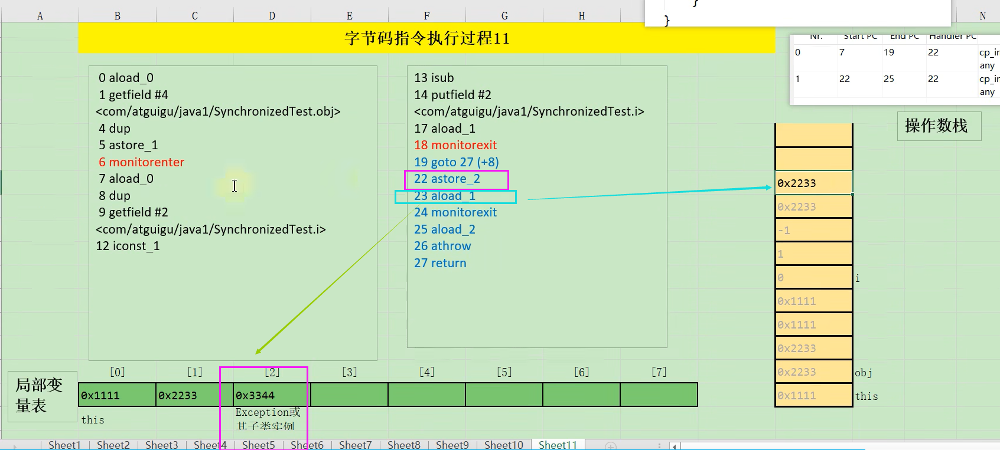 }
}
A B C D E F G H N
字节码指令执行过程11
Nr. Start PC End PC Handler PC
0 7 19 22
any
1 22 25 22
any
0 aload_0
1 getfield #4
<com/atguigu/java1/SynchronizedTest.obj>
4 dup
5 astore_1
6 monitorenter
7 aload_0
8 dup
9 getfield #2
<com/atguigu/java1/SynchronizedTest.i>
12 iconst_1
13 isub
14 putfield #2
<com/atguigu/java1/SynchronizedTest.i>
17 aload_1
18 monitorexit
19 goto 27 (+8)
22 astore_2
23 aload_1
24 monitorexit
25 aload_2
26 athrow
27 return
操作数栈
0x2233
0x2233
-1
1
0 i
0x1111
0x1111
0x2233
0x2233 obj
0x1111 this
[0] [1] [2] [3] [4] [5] [6] [7]
局部变
量表
0x1111 0x2233 0x3344
this
Exception或
其子类实例
Sheet1 Sheet2 Sheet3 Sheet4 Sheet5 Sheet6 Sheet7 Sheet8 Sheet9 Sheet10 Sheet11